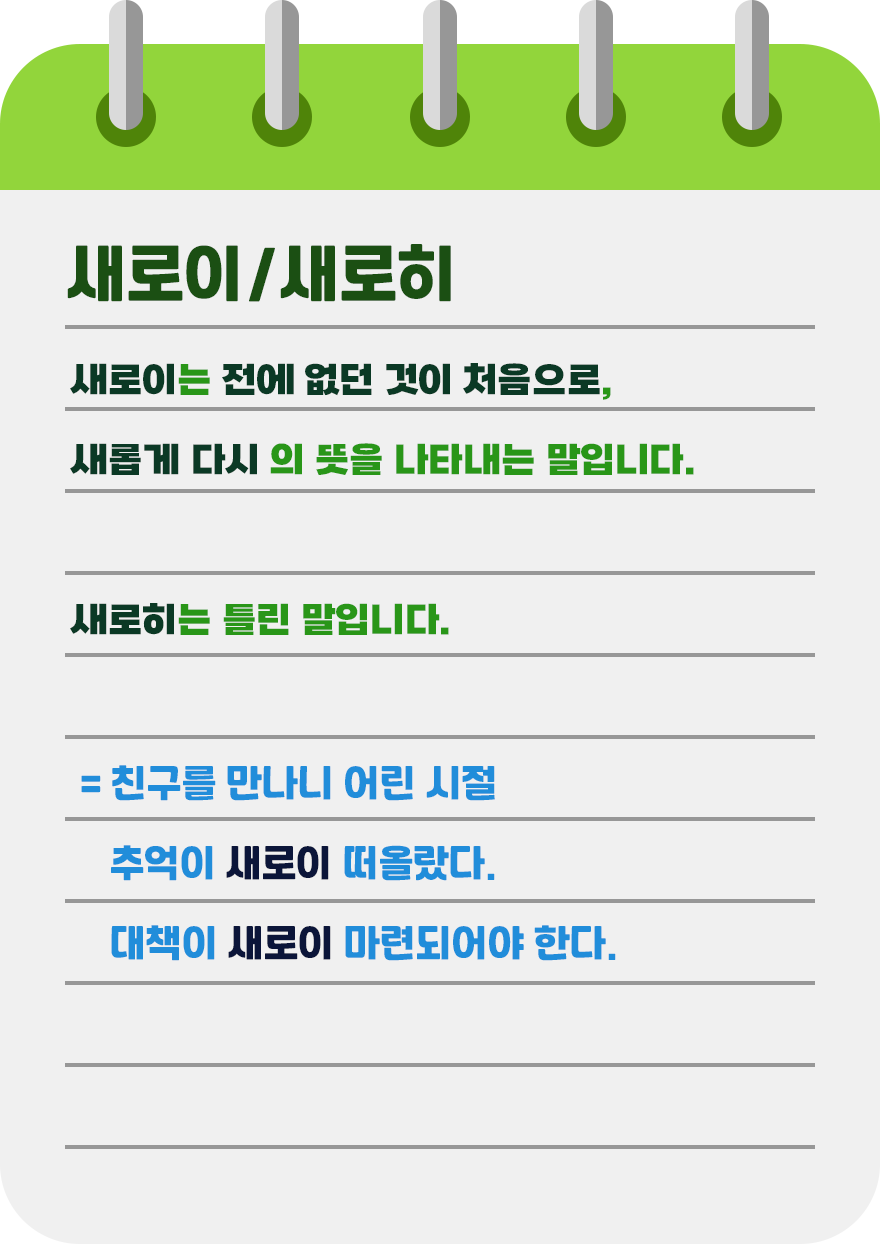 새로이/새로히
새로이는 전에 없던 것이 처음으로,
새롭게 다시 의 뜻을 나타내는 말입니다.
새로히는 틀린 말입니다.
= 친구를 만나니 어린 시절
추억이 새로이 떠올랐다.
대책이 새로이 마련되어야 한다.